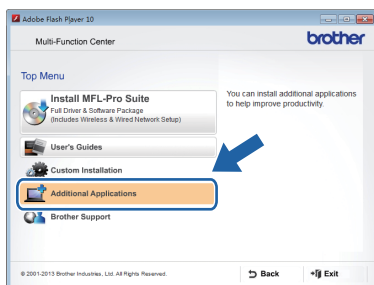 Adobe Flash Player 10
Multi-Function Center
brother
Top Menu
Install MFL-Pro Suite
Full Driver & Software Package
(Includes Wireless & Wired Network Setup)
User's Guides
Custom Installation
Additional Applications
Brother Support
You can install additional applications
to help improve productivity.
© 2001-2013 Brother Industries, Ltd. All Rights Reserved.
Back
Exit